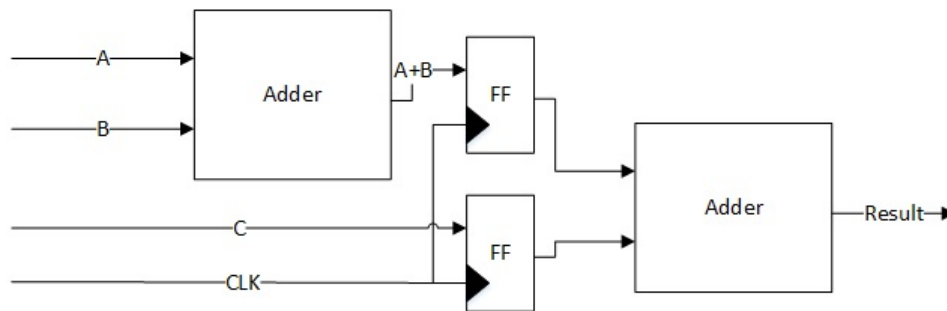 A
B
Adder
A+B
FF
C
CLK
FF
Adder
Result